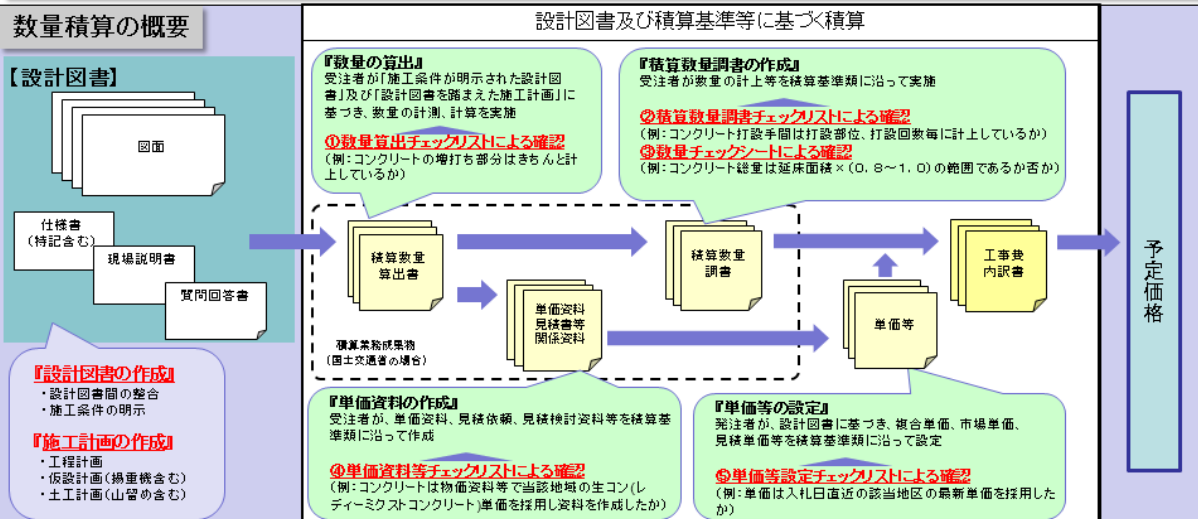 数量積算の概要
設計図書及び積算基準等に基づく積算
【設計図書】
図面
仕様書
(特記含む)
現場説明書
質問回答書
『設計図書の作成』
・設計図書間の整合
・施工条件の明示
『施工計画の作成』
・工程計画
・仮設計画(揚重機含む)
・土工計画(山留め含む)
『数量の算出』
受注者が「施工条件が明示された設計図
書」及び「設計図書を踏まえた施工計画」に
基づき、数量の計測、計算を実施
①数量算出チェックリストによる確認
(例:コンクリートの増打ち部分はきちんと計
上しているか)
『積算数量調書の作成』
受注者が数量の計上等を積算基準類に沿って実施
②積算数量調書チェックリストによる確認
(例:コンクリート打設手間は打設部位、打設回数毎に計上しているか)
③数量チェックシートによる確認
(例:コンクリート総量は延床面積×(0.8~1.0)の範囲であるか否か)
積算数量
算出書
積算数量
調書
工事費
内訳書
単価資料
見積書等
関係資料
単価等
積算業務成果物
(国土交通省の場合)
『単価資料の作成』
受注者が、単価資料、見積依頼、見積検討資料等を積算基
準類に沿って作成
④単価資料等チェックリストによる確認
(例:コンクリートは物価資料等で当該地域の生コン(レ
ディーミクストコンクリート)単価を採用し資料を作成したか)
『単価等の設定』
発注者が、設計図書に基づき、複合単価、市場単価、
見積単価等を積算基準類に沿って設定
⑤単価等設定チェックリストによる確認
(例:単価は入札日直近の該当地区の最新単価を採用した
か)
予定価格